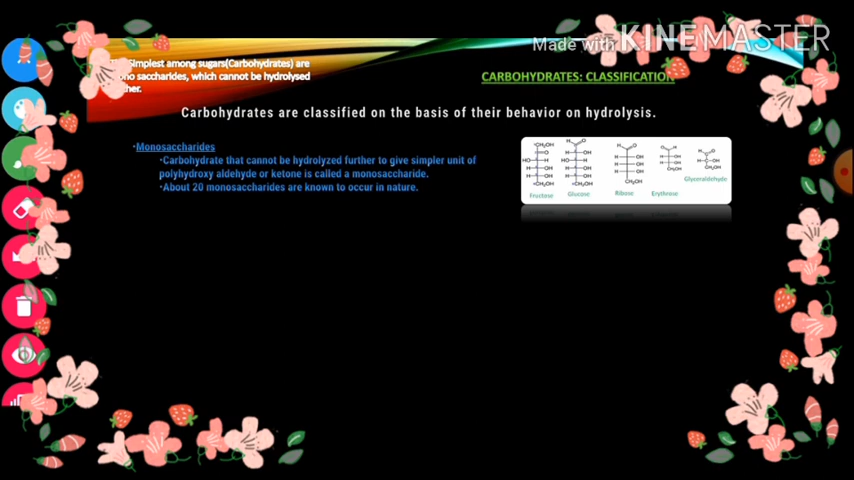 Made with KINEMASTER
Simplest among sugars(Carbohydrates) are
saccharides, which cannot be hydrolysed
CARBOHYDRATES: CLASSIFICATION
Carbohydrates are classified on the basis of their behavior on hydrolysis.
•Monosaccharides
•Carbohydrate that cannot be hydrolyzed further to give simpler unit of
polyhydroxy aldehyde or ketone is called a monosaccharide.
•About 20 monosaccharides are known to occur in nature.
Fructose Glucose Ribose Erythrose Glyceraldehyde